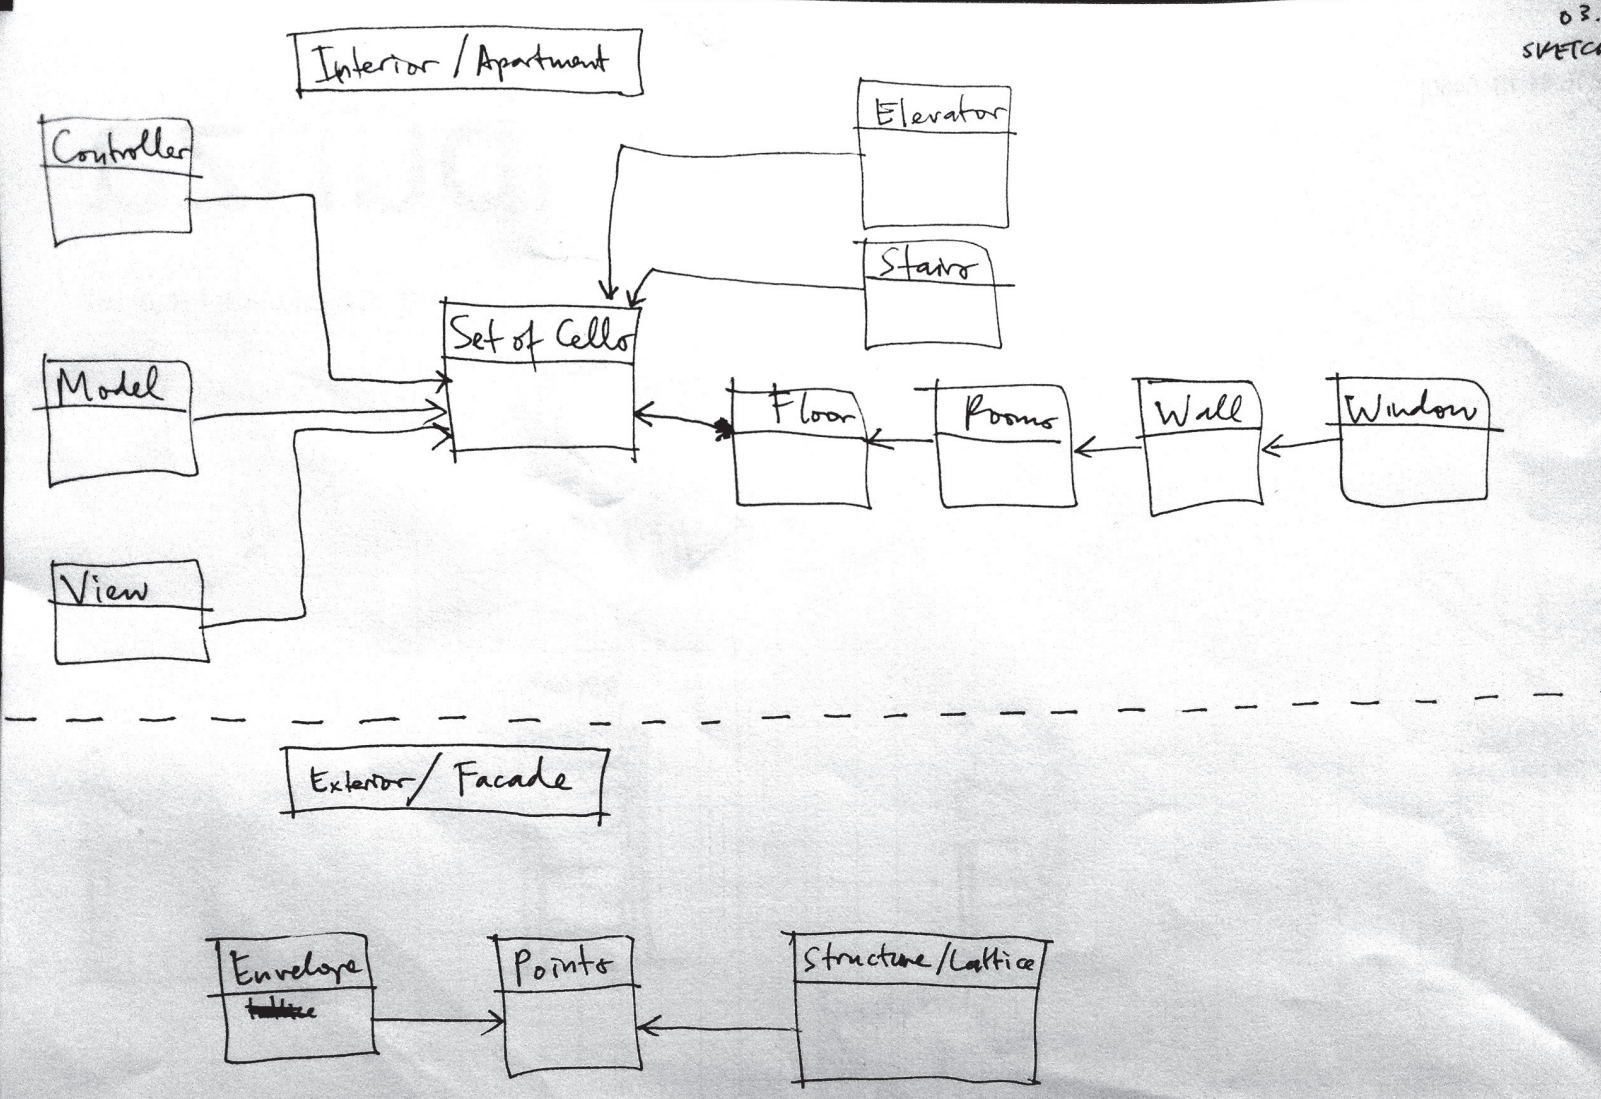 03.
SKETC
Interior / Apartment
Controller
Elevator
Stairs
Set of Cells
Model
Floor
Rooms
Wall
Window
View
Exterior / Facade
Envelope
Points
Structure / Lattice